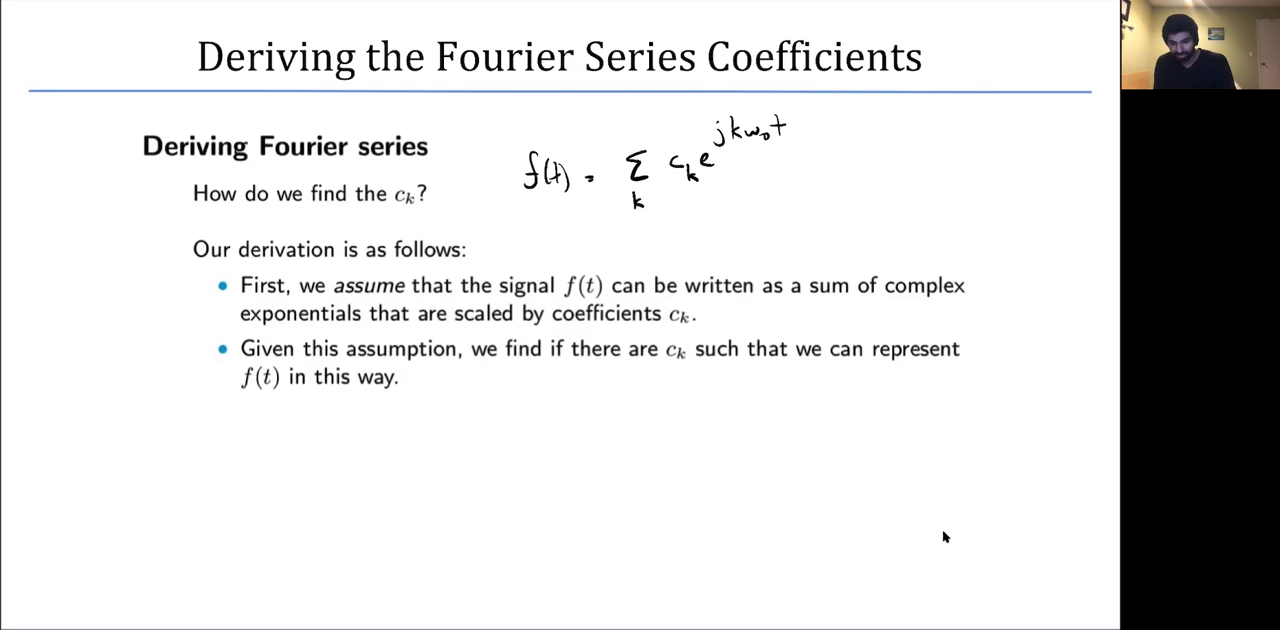 Deriving the Fourier Series Coefficients
Deriving Fourier series
f(t) = Σ_k c_k e^{jkω₀t}
How do we find the c_k?
Our derivation is as follows:
• First, we assume that the signal f(t) can be written as a sum of complex
exponentials that are scaled by coefficients c_k.
• Given this assumption, we find if there are c_k such that we can represent
f(t) in this way.